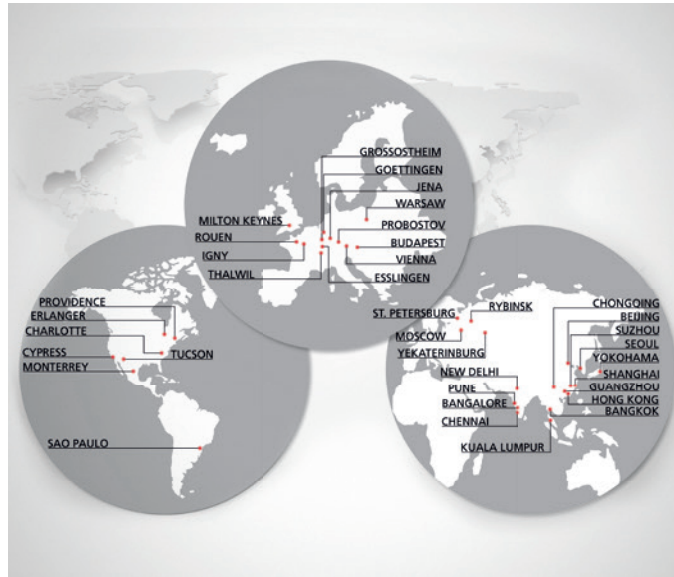 GROSSOSTHEIM
GOETTINGEN
JENA
WARSAW
MILTON KEYNES
PROBOSTOV
ROUEN
BUDAPEST
IGNY
VIENNA
THALWIL
ESSLINGEN
PROVIDENCE
ERLANGER
CHARLOTTE
CYPRESS
TUCSON
MONTERREY
SAO PAULO
ST. PETERSBURG
RYBINSK
CHONGQING
BEIJING
SUZHOU
MOSCOW
SEOUL
YEKATERINBURG
YOKOHAMA
NEW DELHI
SHANGHAI
PUNE
GUANGZHOU
BANGALORE
HONG KONG
CHENNAI
BANGKOK
KUALA LUMPUR